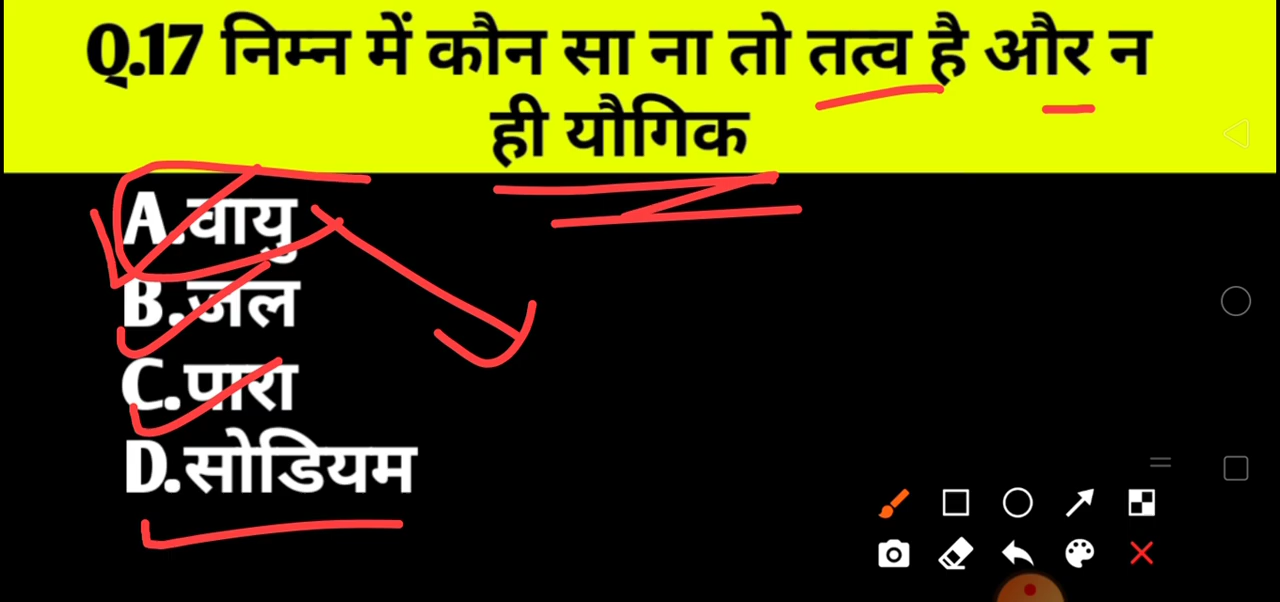 Q.17 निम्न में कौन सा ना तो तत्व है और न
ही यौगिक
A.वायु
B.जल
C.पारा
D.सोडियम